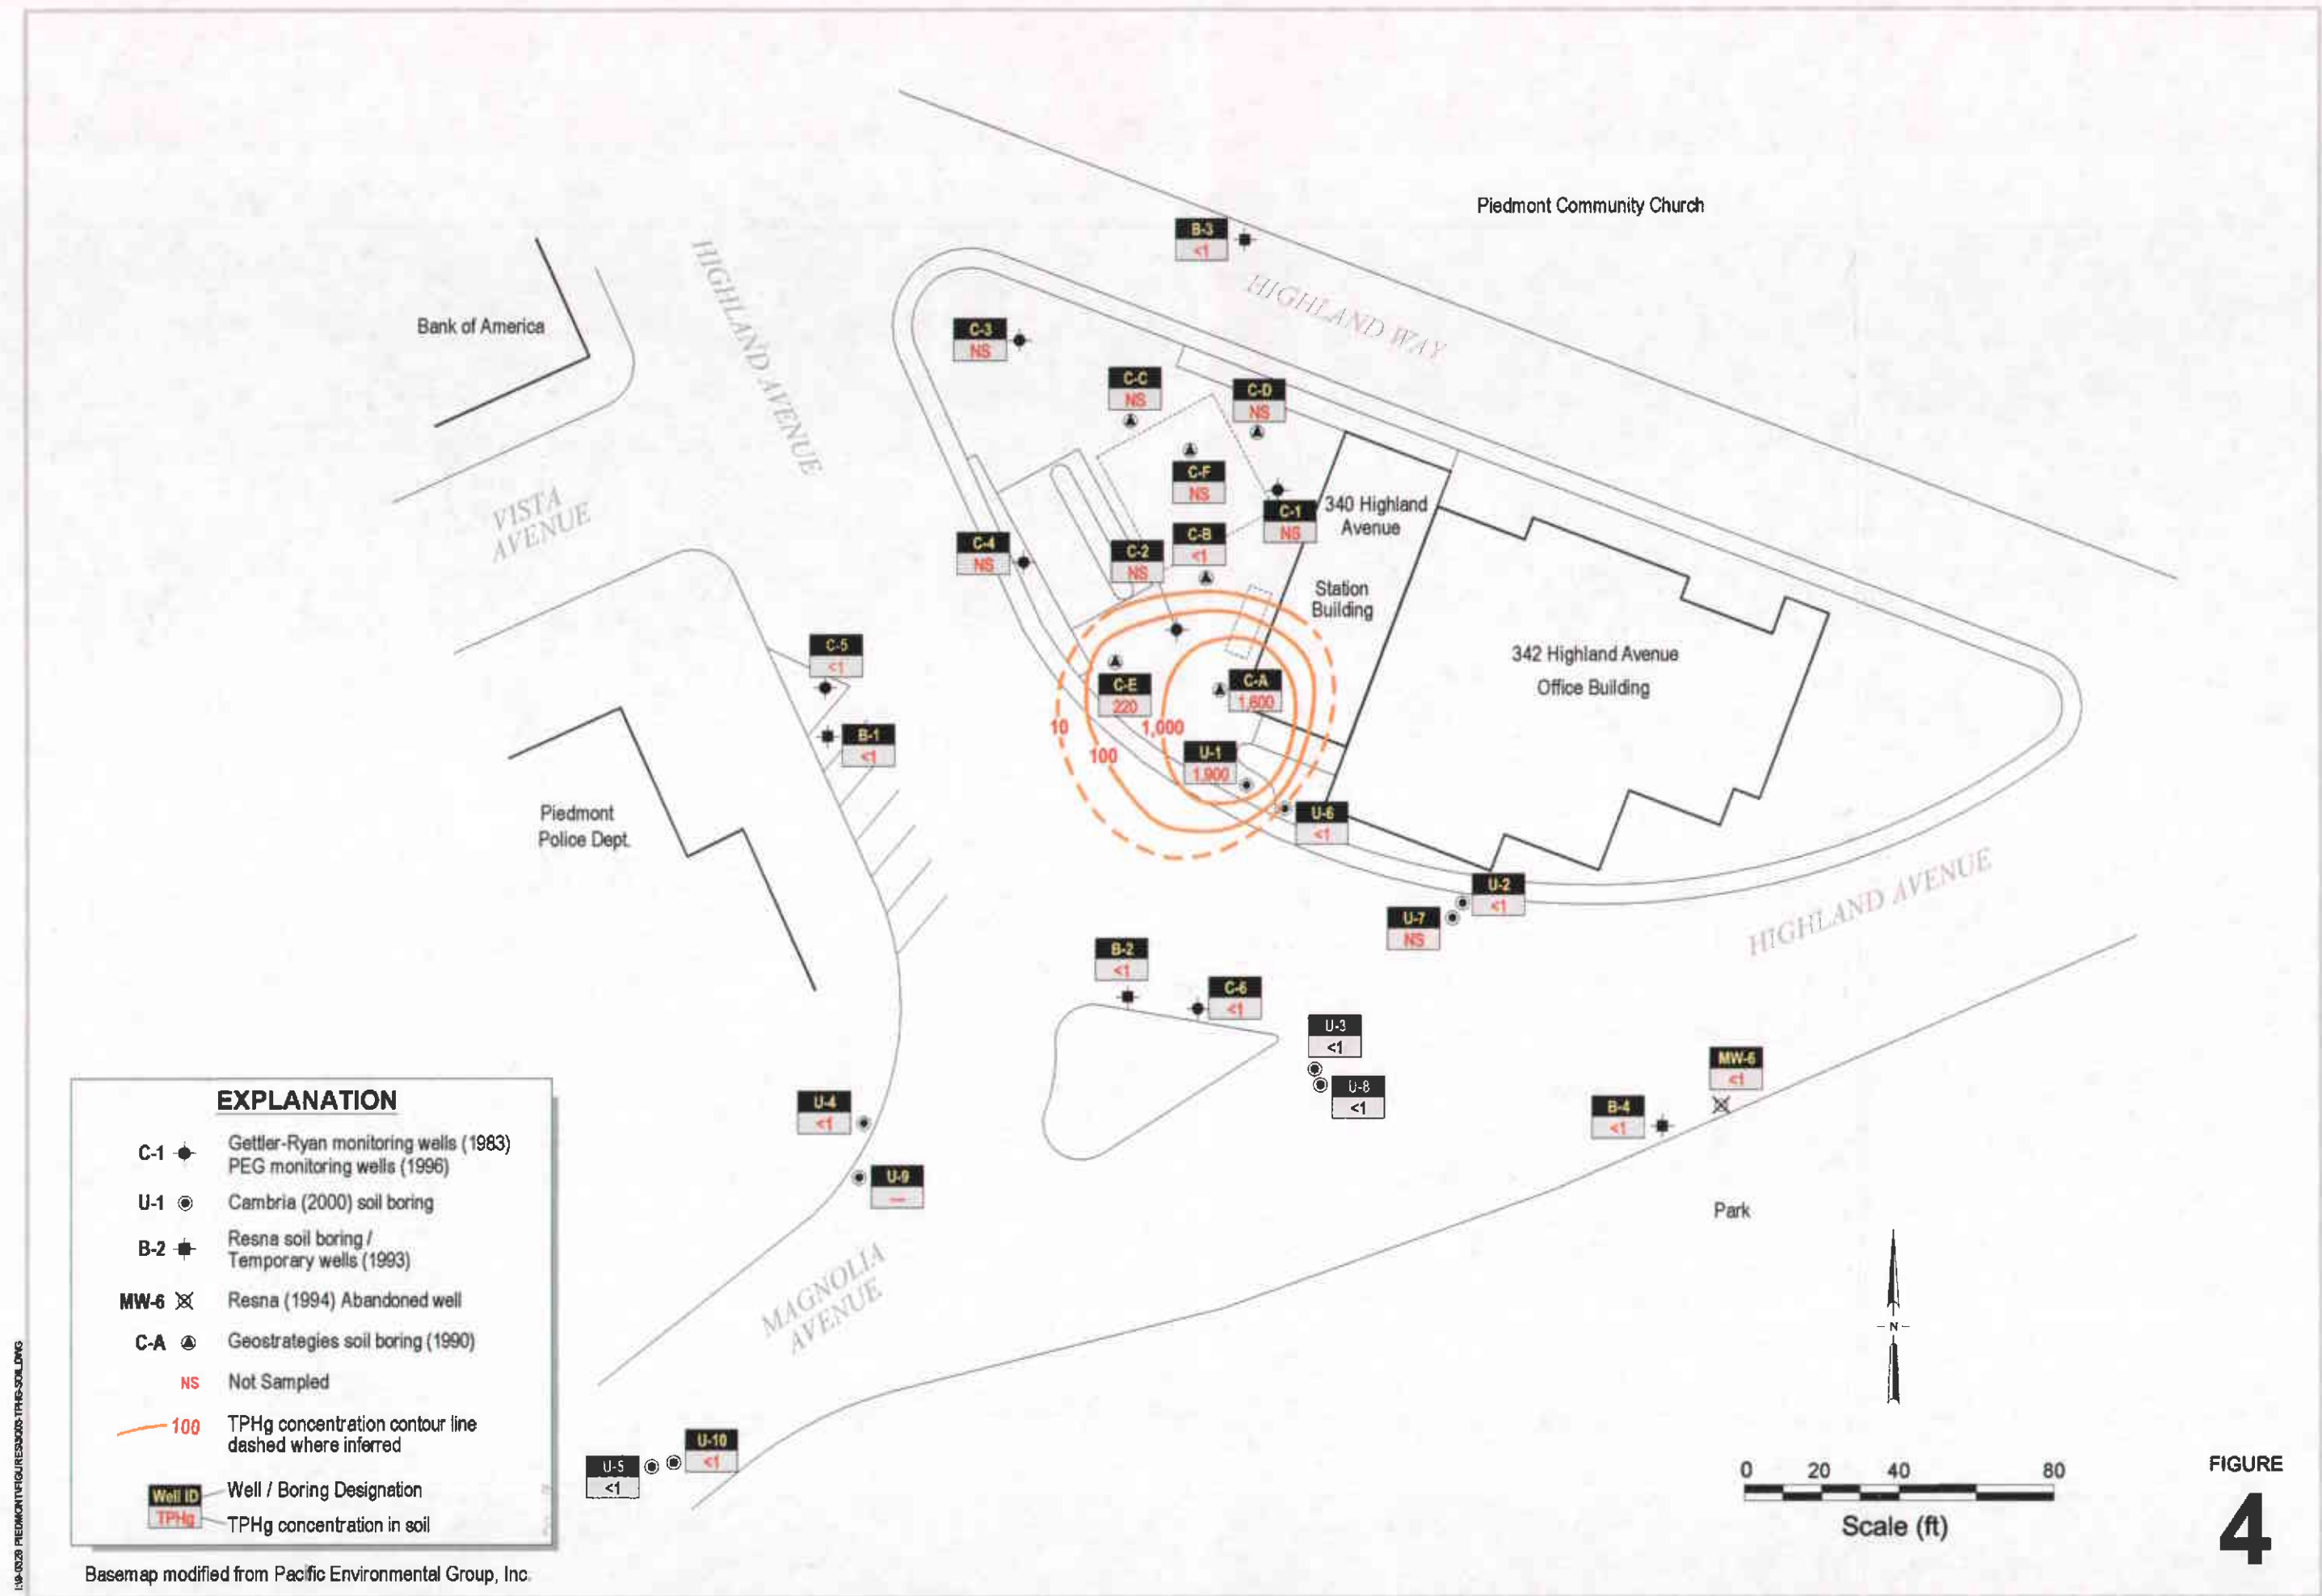 Piedmont Community Church
B-3
<1
HIGHLAND WAY
HIGHLAND AVENUE
Bank of America
C-3
NS
C-C
NS
C-D
NS
C-F
NS
C-1
NS
340 Highland
Avenue
VISTA
AVENUE
C-4
NS
C-2
NS
C-B
<1
Station
Building
C-5
<1
342 Highland Avenue
Office Building
C-E
220
C-A
1,600
10
1,000
100
B-1
<1
U-1
1,900
U-6
<1
Piedmont
Police Dept.
U-2
<1
U-7
NS
HIGHLAND AVENUE
B-2
<1
C-6
<1
U-3
<1
U-8
<1
MW-6
<1
B-4
<1
U-4
<1
U-9
---
Park
MAGNOLIA
AVENUE
U-10
<1
U-5
<1
EXPLANATION
C-1 Gettler-Ryan monitoring wells (1983)
PEG monitoring wells (1996)
U-1 Cambria (2000) soil boring
B-2 Resna soil boring /
Temporary wells (1993)
MW-6 Resna (1994) Abandoned well
C-A Geostrategies soil boring (1990)
NS Not Sampled
100 TPHg concentration contour line
dashed where inferred
Well ID Well / Boring Designation
TPHg TPHg concentration in soil
Basemap modified from Pacific Environmental Group, Inc.
- N -
0 20 40 80
Scale (ft)
FIGURE
4